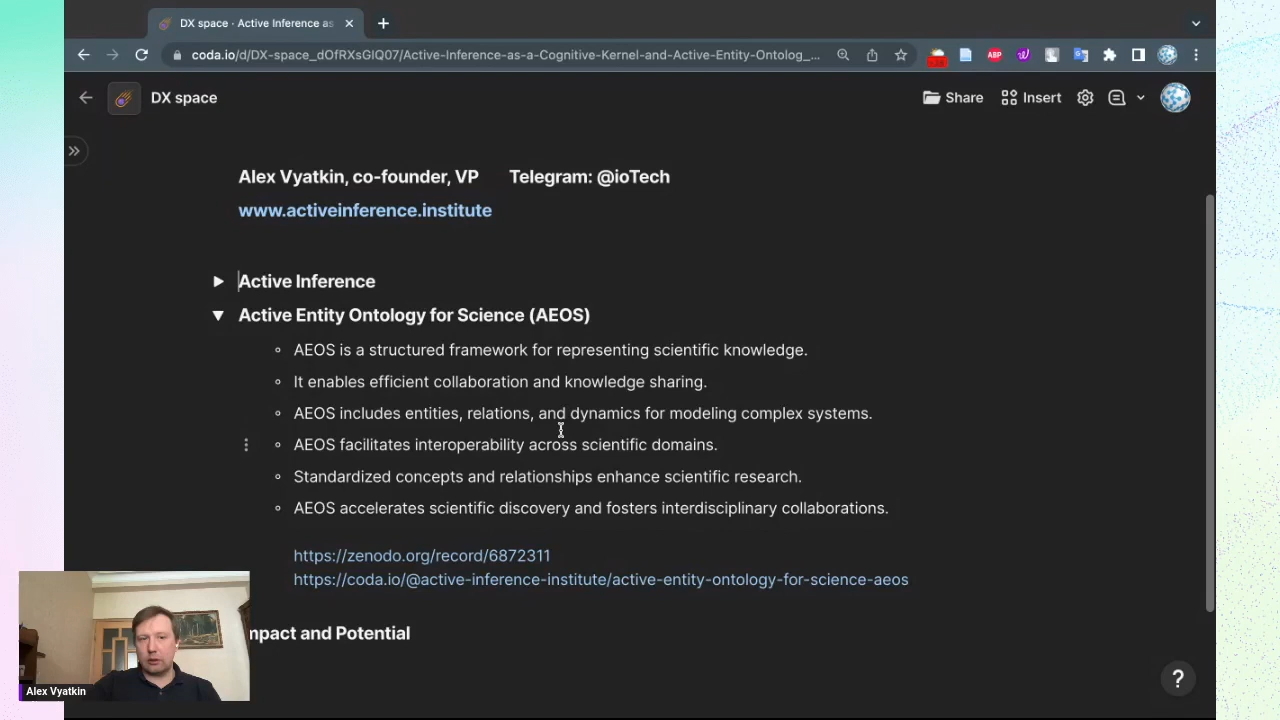 DX space · Active Inference as
coda.io/d/DX-space_dOfRXsGlQ07/Active-Inference-as-a-Cognitive-Kernel-and-Active-Entity-Ontolog_...
ABP
DX space
Share
Insert
Alex Vyatkin, co-founder, VP Telegram: @ioTech
www.activeinference.institute
Active Inference
Active Entity Ontology for Science (AEOS)
AEOS is a structured framework for representing scientific knowledge.
It enables efficient collaboration and knowledge sharing.
AEOS includes entities, relations, and dynamics for modeling complex systems.
AEOS facilitates interoperability across scientific domains.
Standardized concepts and relationships enhance scientific research.
AEOS accelerates scientific discovery and fosters interdisciplinary collaborations.
https://zenodo.org/record/6872311
https://coda.io/@active-inference-institute/active-entity-ontology-for-science-aeos
mpact and Potential
Alex Vyatkin
?